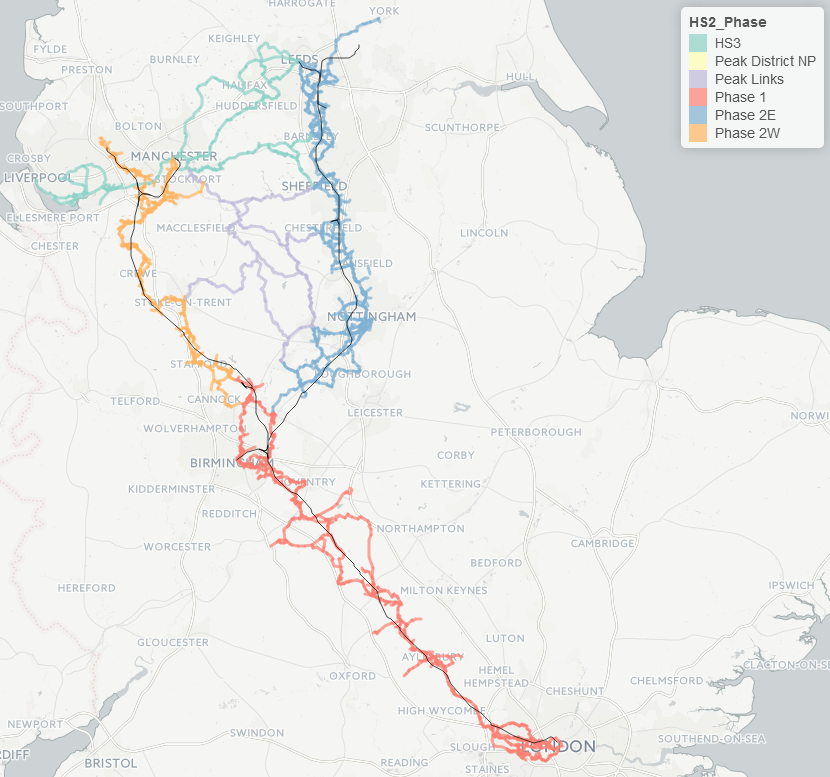 HARROGATE
YORK
KEIGHLEY
FYLDE
BURNLEY
LEEDS
PRESTON
HALIFAX
HULL
SOUTHPORT
HUDDERSFIELD
BOLTON
BARNSLEY
SCUNTHORPE
CROSBY
MANCHESTER
LIVERPOOL
STOCKPORT
SHEFFIELD
ELLESMERE PORT
MACCLESFIELD
CHESTERFIELD
LINCOLN
CHESTER
MANSFIELD
CREWE
STOKE-ON-TRENT
NOTTINGHAM
STAFFORD
LOUGHBOROUGH
TELFORD
CANNOCK
LEICESTER
NORWI
WOLVERHAMPTON
PETERBOROUGH
BIRMINGHAM
CORBY
COVENTRY
KETTERING
KIDDERMINSTER
REDDITCH
NORTHAMPTON
WORCESTER
CAMBRIDGE
BEDFORD
HEREFORD
MILTON KEYNES
IPSWICH
GLOUCESTER
LUTON
AYLESBURY
CLACTON-ON-SE
OXFORD
HEMEL
HEMPSTEAD
CHELMSFORD
CHESHUNT
HIGH WYCOMBE
NEWPORT
SWINDON
SOUTHEND-ON-SEA
SLOUGH
LONDON
RDIFF
BRISTOL
READING
STAINES
HS2_Phase
HS3
Peak District NP
Peak Links
Phase 1
Phase 2E
Phase 2W